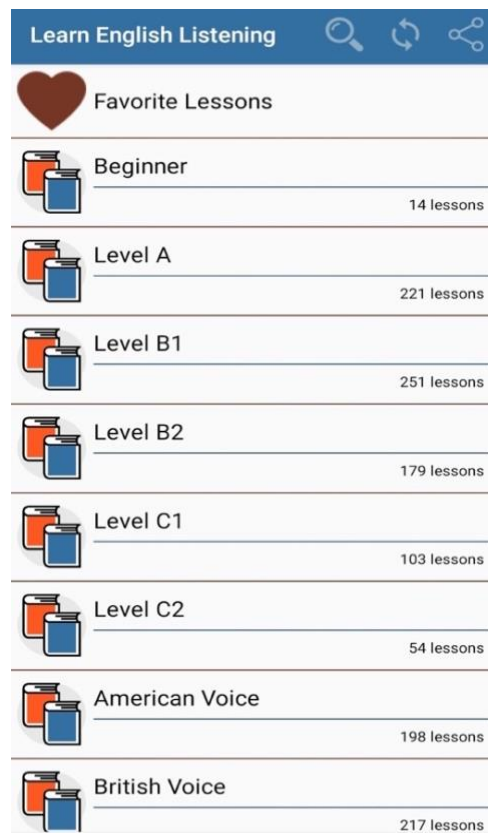 Learn English Listening
Favorite Lessons
Beginner
14 lessons
Level A
221 lessons
Level B1
251 lessons
Level B2
179 lessons
Level C1
103 lessons
Level C2
54 lessons
American Voice
198 lessons
British Voice
217 lessons